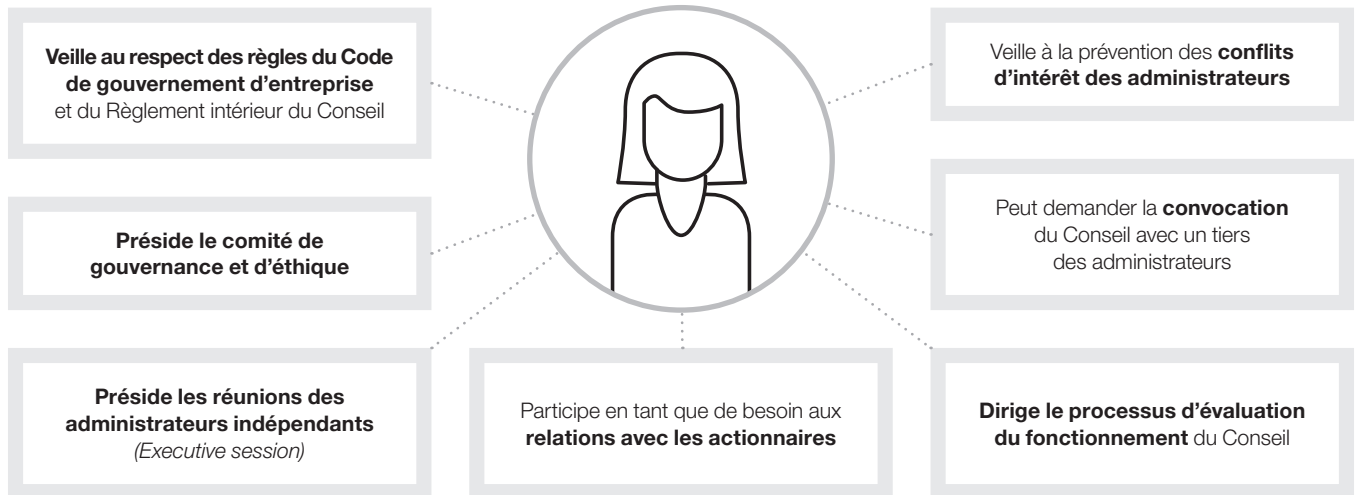 Veille au respect des règles du Code
de gouvernement d’entreprise
et du Règlement intérieur du Conseil
Préside le comité de
gouvernance et d’éthique
Préside les réunions des
administrateurs indépendants
(Executive session)
Participe en tant que de besoin aux
relations avec les actionnaires
Veille à la prévention des conflits
d’intérêt des administrateurs
Peut demander la convocation
du Conseil avec un tiers
des administrateurs
Dirige le processus d’évaluation
du fonctionnement du Conseil